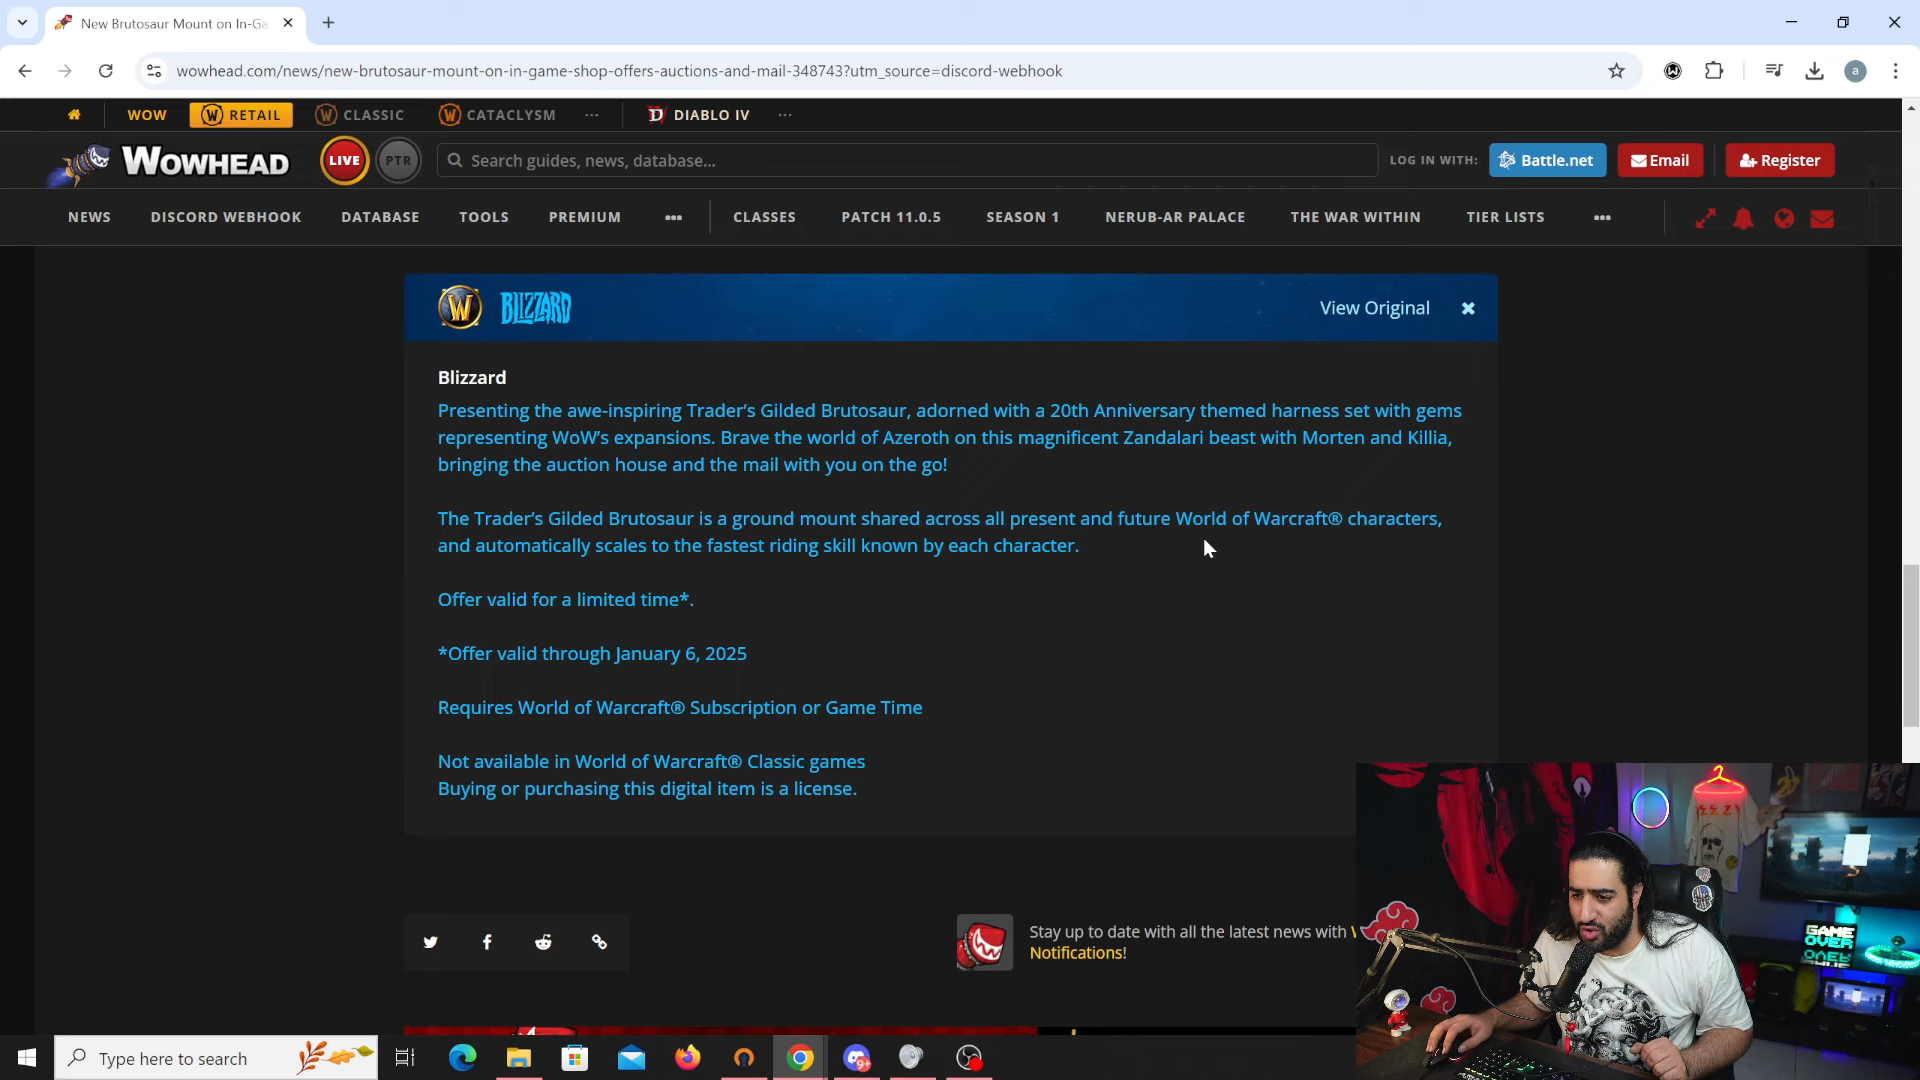 New Brutosaur Mount on In-Ga
wowhead.com/news/new-brutosaur-mount-on-in-game-shop-offers-auctions-and-mail-348743?utm_source=discord-webhook
a
WOW
RETAIL
CLASSIC
CATACLYSM
DIABLO IV
WOWHEAD
LIVE
PTR
Search guides, news, database...
LOG IN WITH:
Battle.net
Email
Register
NEWS
DISCORD WEBHOOK
DATABASE
TOOLS
PREMIUM
CLASSES
PATCH 11.0.5
SEASON 1
NERUB-AR PALACE
THE WAR WITHIN
TIER LISTS
BLIZZARD
View Original
Blizzard
Presenting the awe-inspiring Trader's Gilded Brutosaur, adorned with a 20th Anniversary themed harness set with gems
representing WoW's expansions. Brave the world of Azeroth on this magnificent Zandalari beast with Morten and Killia,
bringing the auction house and the mail with you on the go!
The Trader's Gilded Brutosaur is a ground mount shared across all present and future World of Warcraft® characters,
and automatically scales to the fastest riding skill known by each character.
Offer valid for a limited time*.
*Offer valid through January 6, 2025
Requires World of Warcraft® Subscription or Game Time
Not available in World of Warcraft® Classic games
Buying or purchasing this digital item is a license.
Stay up to date with all the latest news with
Notifications!
GAME
OVER
Type here to search
9+